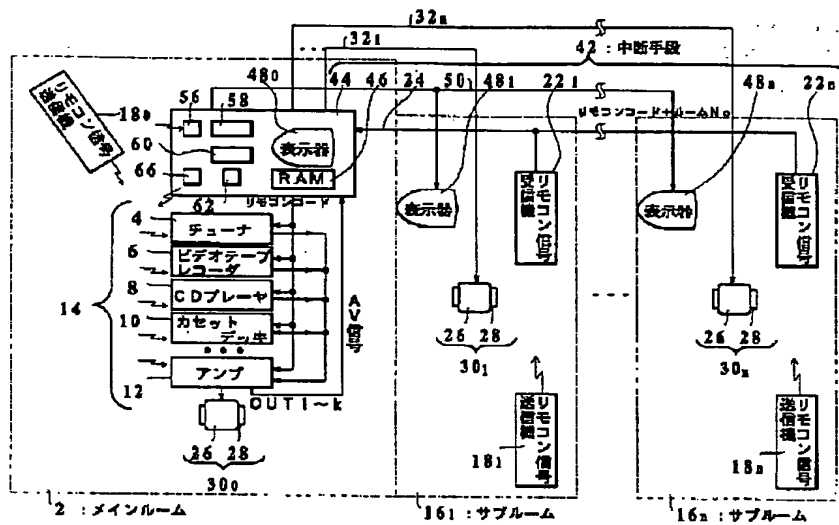 32n
321
42:中断手段
480
44
46
24
501
481
221
48n
22n
リモコン信号
送信機
180
56
58
60
66
62
表示器
RAM
リモコンコード
リモコンコード+ルームNo
表示器
リモコン信号
受信機
表示器
リモコン信号
受信機
14
4
チューナ
6
ビデオテープ
レコーダ
8
CDプレーヤ
10
カセット
デッキ
12
アンプ
AV信号
OUT1~k
26 28
300
26 28
301
26 28
30n
リモコン信号
送信機
181
リモコン信号
送信機
18n
2:メインルーム
161:サブルーム
16n:サブルーム